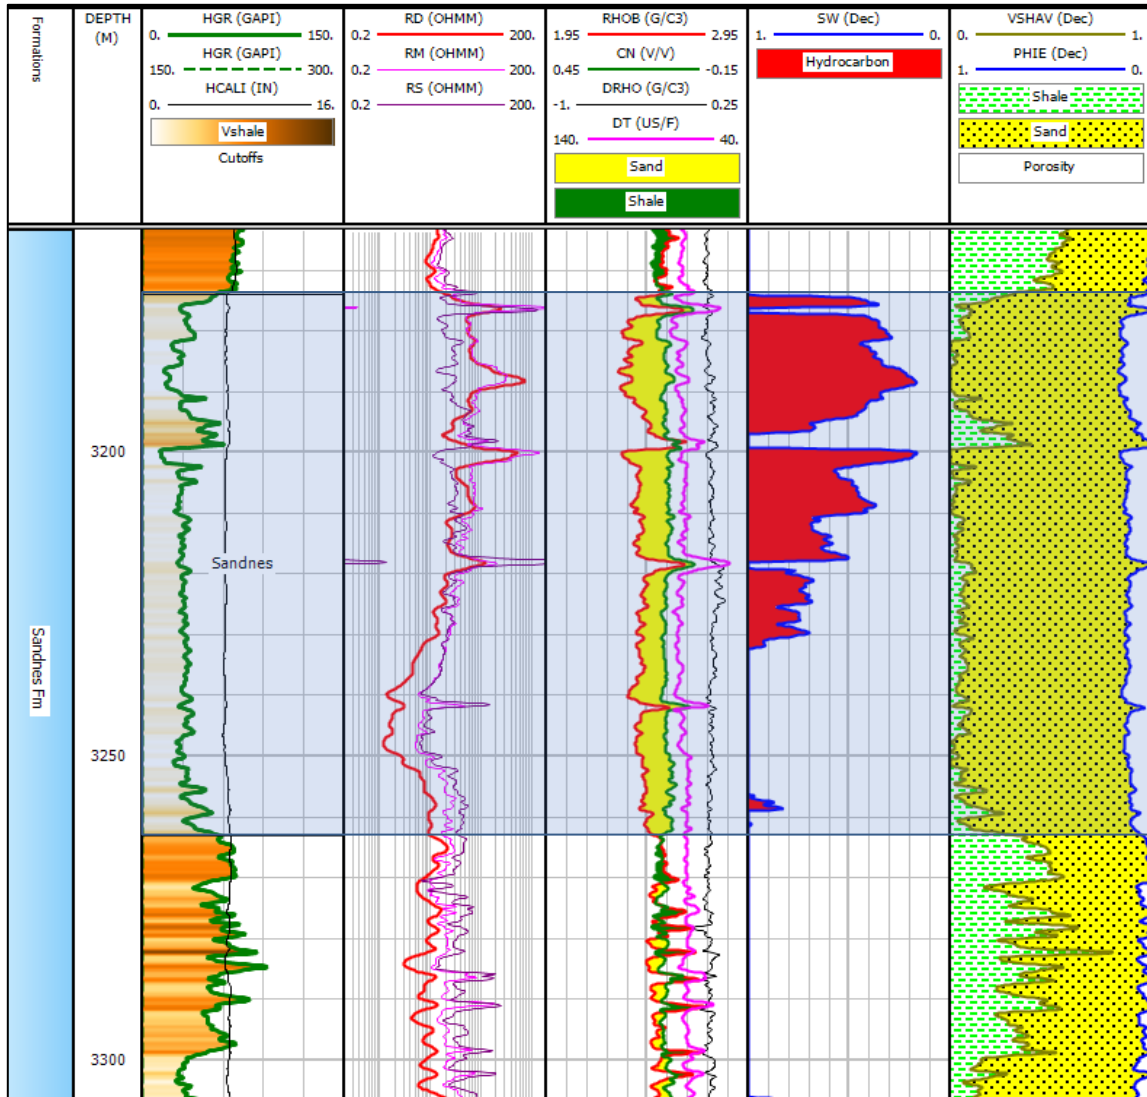 Formations
DEPTH
(M)
HGR (GAPI)
0. 150.
HGR (GAPI)
150. 300.
HCALI (IN)
0. 16.
Vshale
Cutoffs
RD (OHMM)
0.2 200.
RM (OHMM)
0.2 200.
RS (OHMM)
0.2 200.
RHOB (G/C3)
1.95 2.95
CN (V/V)
0.45 -0.15
DRHO (G/C3)
-1. 0.25
DT (US/F)
140. 40.
Sand
Shale
SW (Dec)
1. 0.
Hydrocarbon
VSHAV (Dec)
0. 1.
PHIE (Dec)
1. 0.
Shale
Sand
Porosity
3200
Sandnes
Sandnes Fm
3250
3300